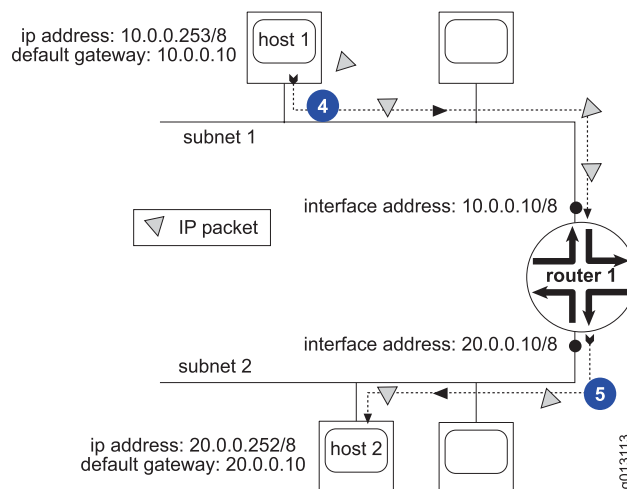 ip address: 10.0.0.253/8
default gateway: 10.0.0.10
host 1
4
subnet 1
interface address: 10.0.0.10/8
IP packet
router 1
interface address: 20.0.0.10/8
subnet 2
5
ip address: 20.0.0.252/8
default gateway: 20.0.0.10
host 2
g013113